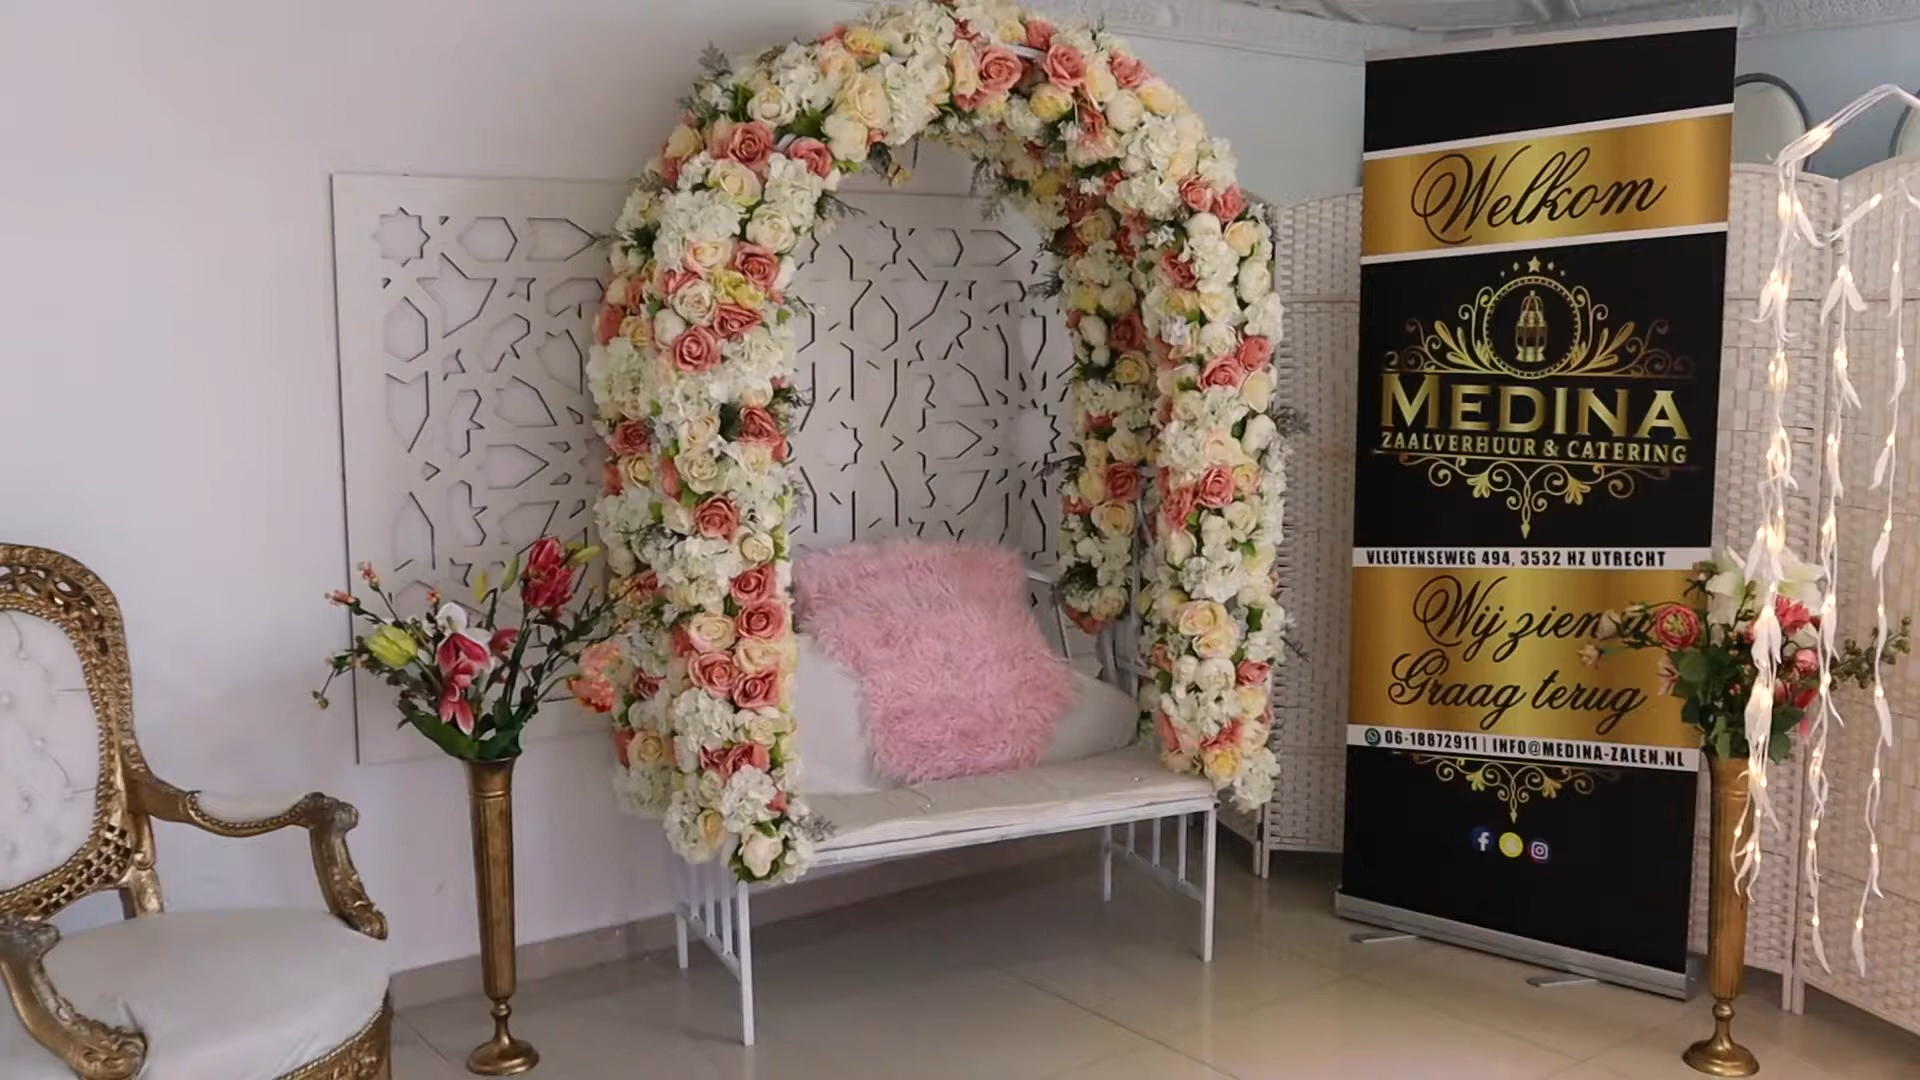 Welkom
MEDINA
ZAALVERHUUR & CATERING
VLEUTENSEWEG 494, 3532 HZ UTRECHT
Wij zien u
Graag terug
06-18872911 | INFO@MEDINA-ZALEN.NL